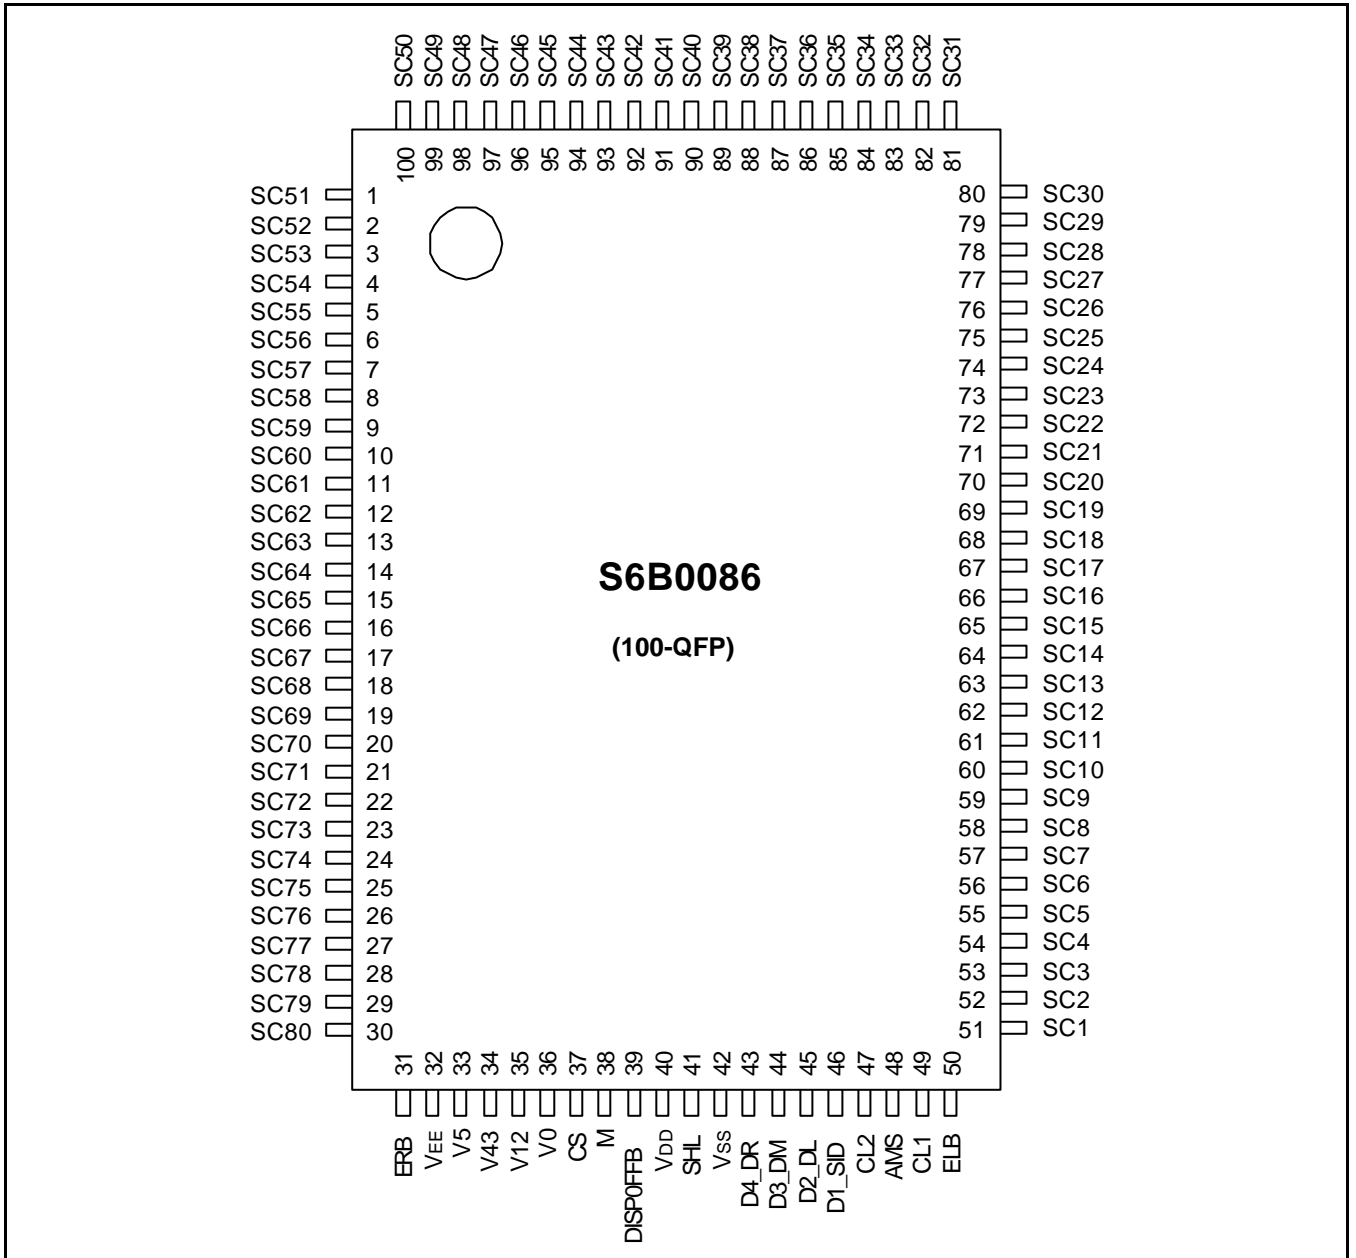 SC50 SC49 SC48 SC47 SC46 SC45 SC44 SC43 SC42 SC41 SC40 SC39 SC38 SC37 SC36 SC35 SC34 SC33 SC32 SC31
100 99 98 97 96 95 94 93 92 91 90 89 88 87 86 85 84 83 82 81
SC51 1 80 SC30
SC52 2 79 SC29
SC53 3 78 SC28
SC54 4 77 SC27
SC55 5 76 SC26
SC56 6 75 SC25
SC57 7 74 SC24
SC58 8 73 SC23
SC59 9 72 SC22
SC60 10 71 SC21
SC61 11 70 SC20
SC62 12 69 SC19
SC63 13 68 SC18
SC64 14 67 SC17
SC65 15 66 SC16
SC66 16 65 SC15
SC67 17 64 SC14
SC68 18 63 SC13
SC69 19 62 SC12
SC70 20 61 SC11
SC71 21 60 SC10
SC72 22 59 SC9
SC73 23 58 SC8
SC74 24 57 SC7
SC75 25 56 SC6
SC76 26 55 SC5
SC77 27 54 SC4
SC78 28 53 SC3
SC79 29 52 SC2
SC80 30 51 SC1
S6B0086
(100-QFP)
31 32 33 34 35 36 37 38 39 40 41 42 43 44 45 46 47 48 49 50
ERB VEE V5 V43 V12 V0 CS M DISP0FFB VDD SHL VSS D4_DR D3_DM D2_DL D1_SID CL2 AMS CL1 ELB